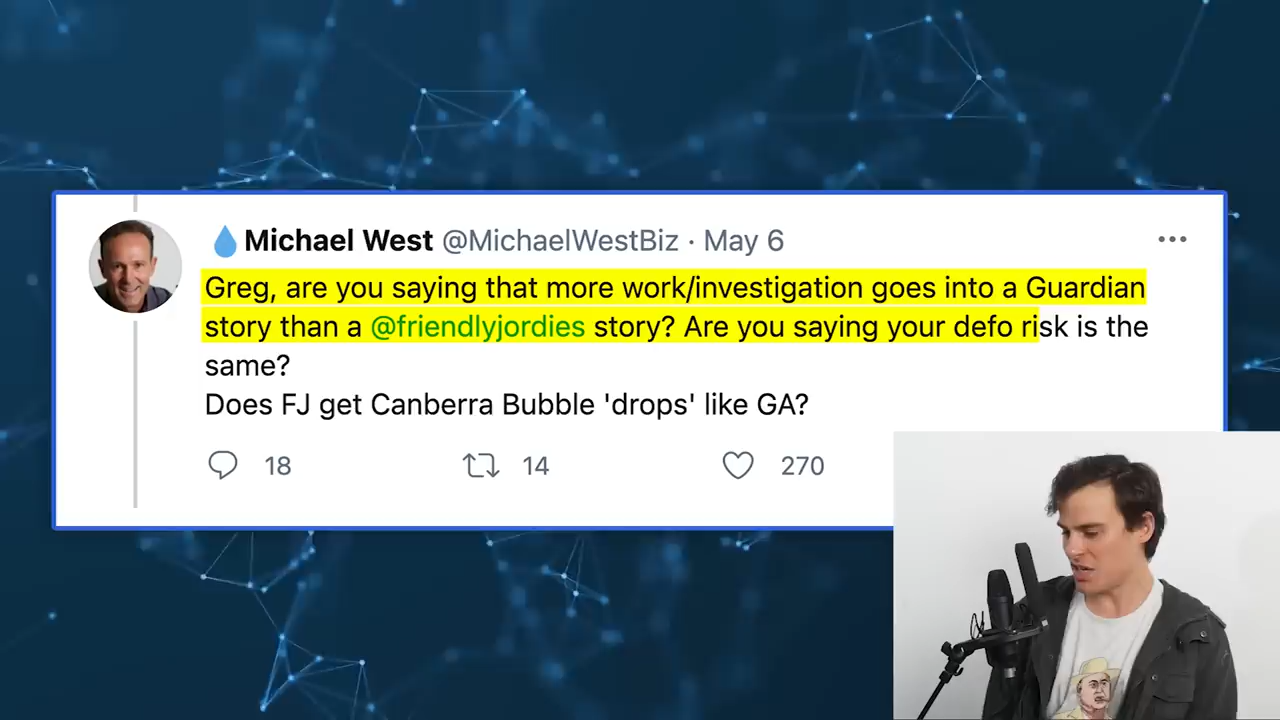 Michael West @MichaelWestBiz · May 6
Greg, are you saying that more work/investigation goes into a Guardian
story than a @friendlyjordies story? Are you saying your defo risk is the
same?
Does FJ get Canberra Bubble 'drops' like GA?
18 14 270